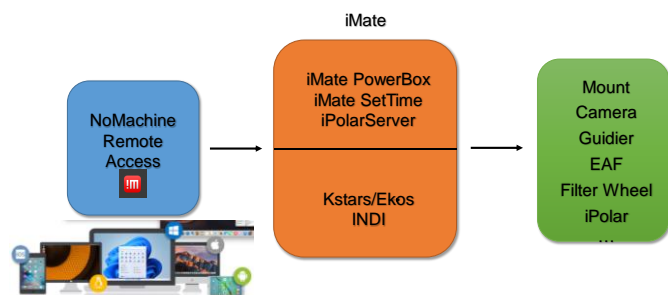 iMate
NoMachine
Remote
Access
!m
iMate PowerBox
iMate SetTime
iPolarServer
Kstars/Ekos
INDI
Mount
Camera
Guidier
EAF
Filter Wheel
iPolar
...